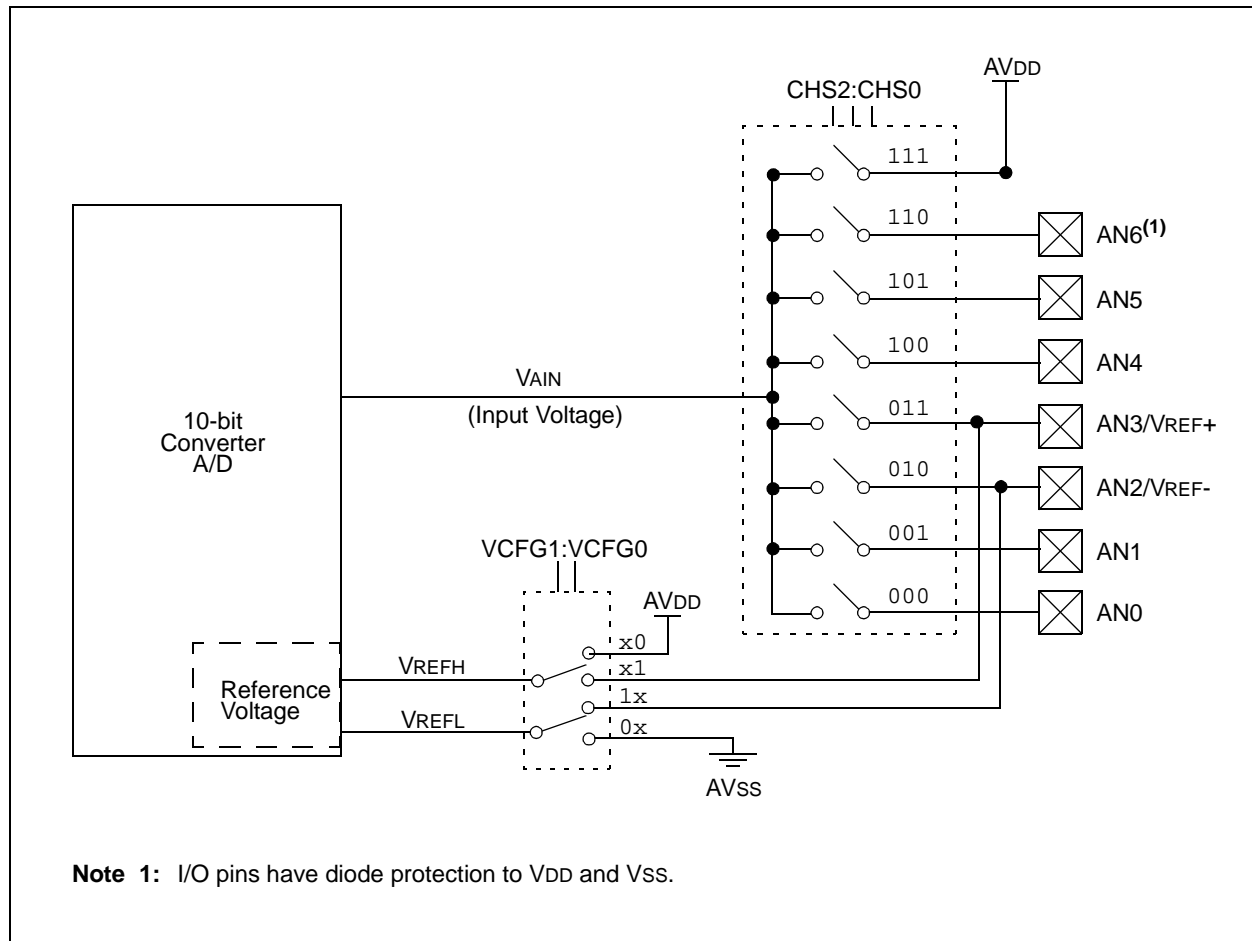 AVDD
CHS2:CHS0
111
110
AN6(1)
101
AN5
100
AN4
VAIN
(Input Voltage)
011
AN3/VREF+
10-bit
Converter
A/D
010
AN2/VREF-
VCFG1:VCFG0
001
AN1
AVDD
000
AN0
x0
VREFH
x1
Reference
Voltage
1x
VREFL
0x
AVSS
Note 1: I/O pins have diode protection to VDD and VSS.